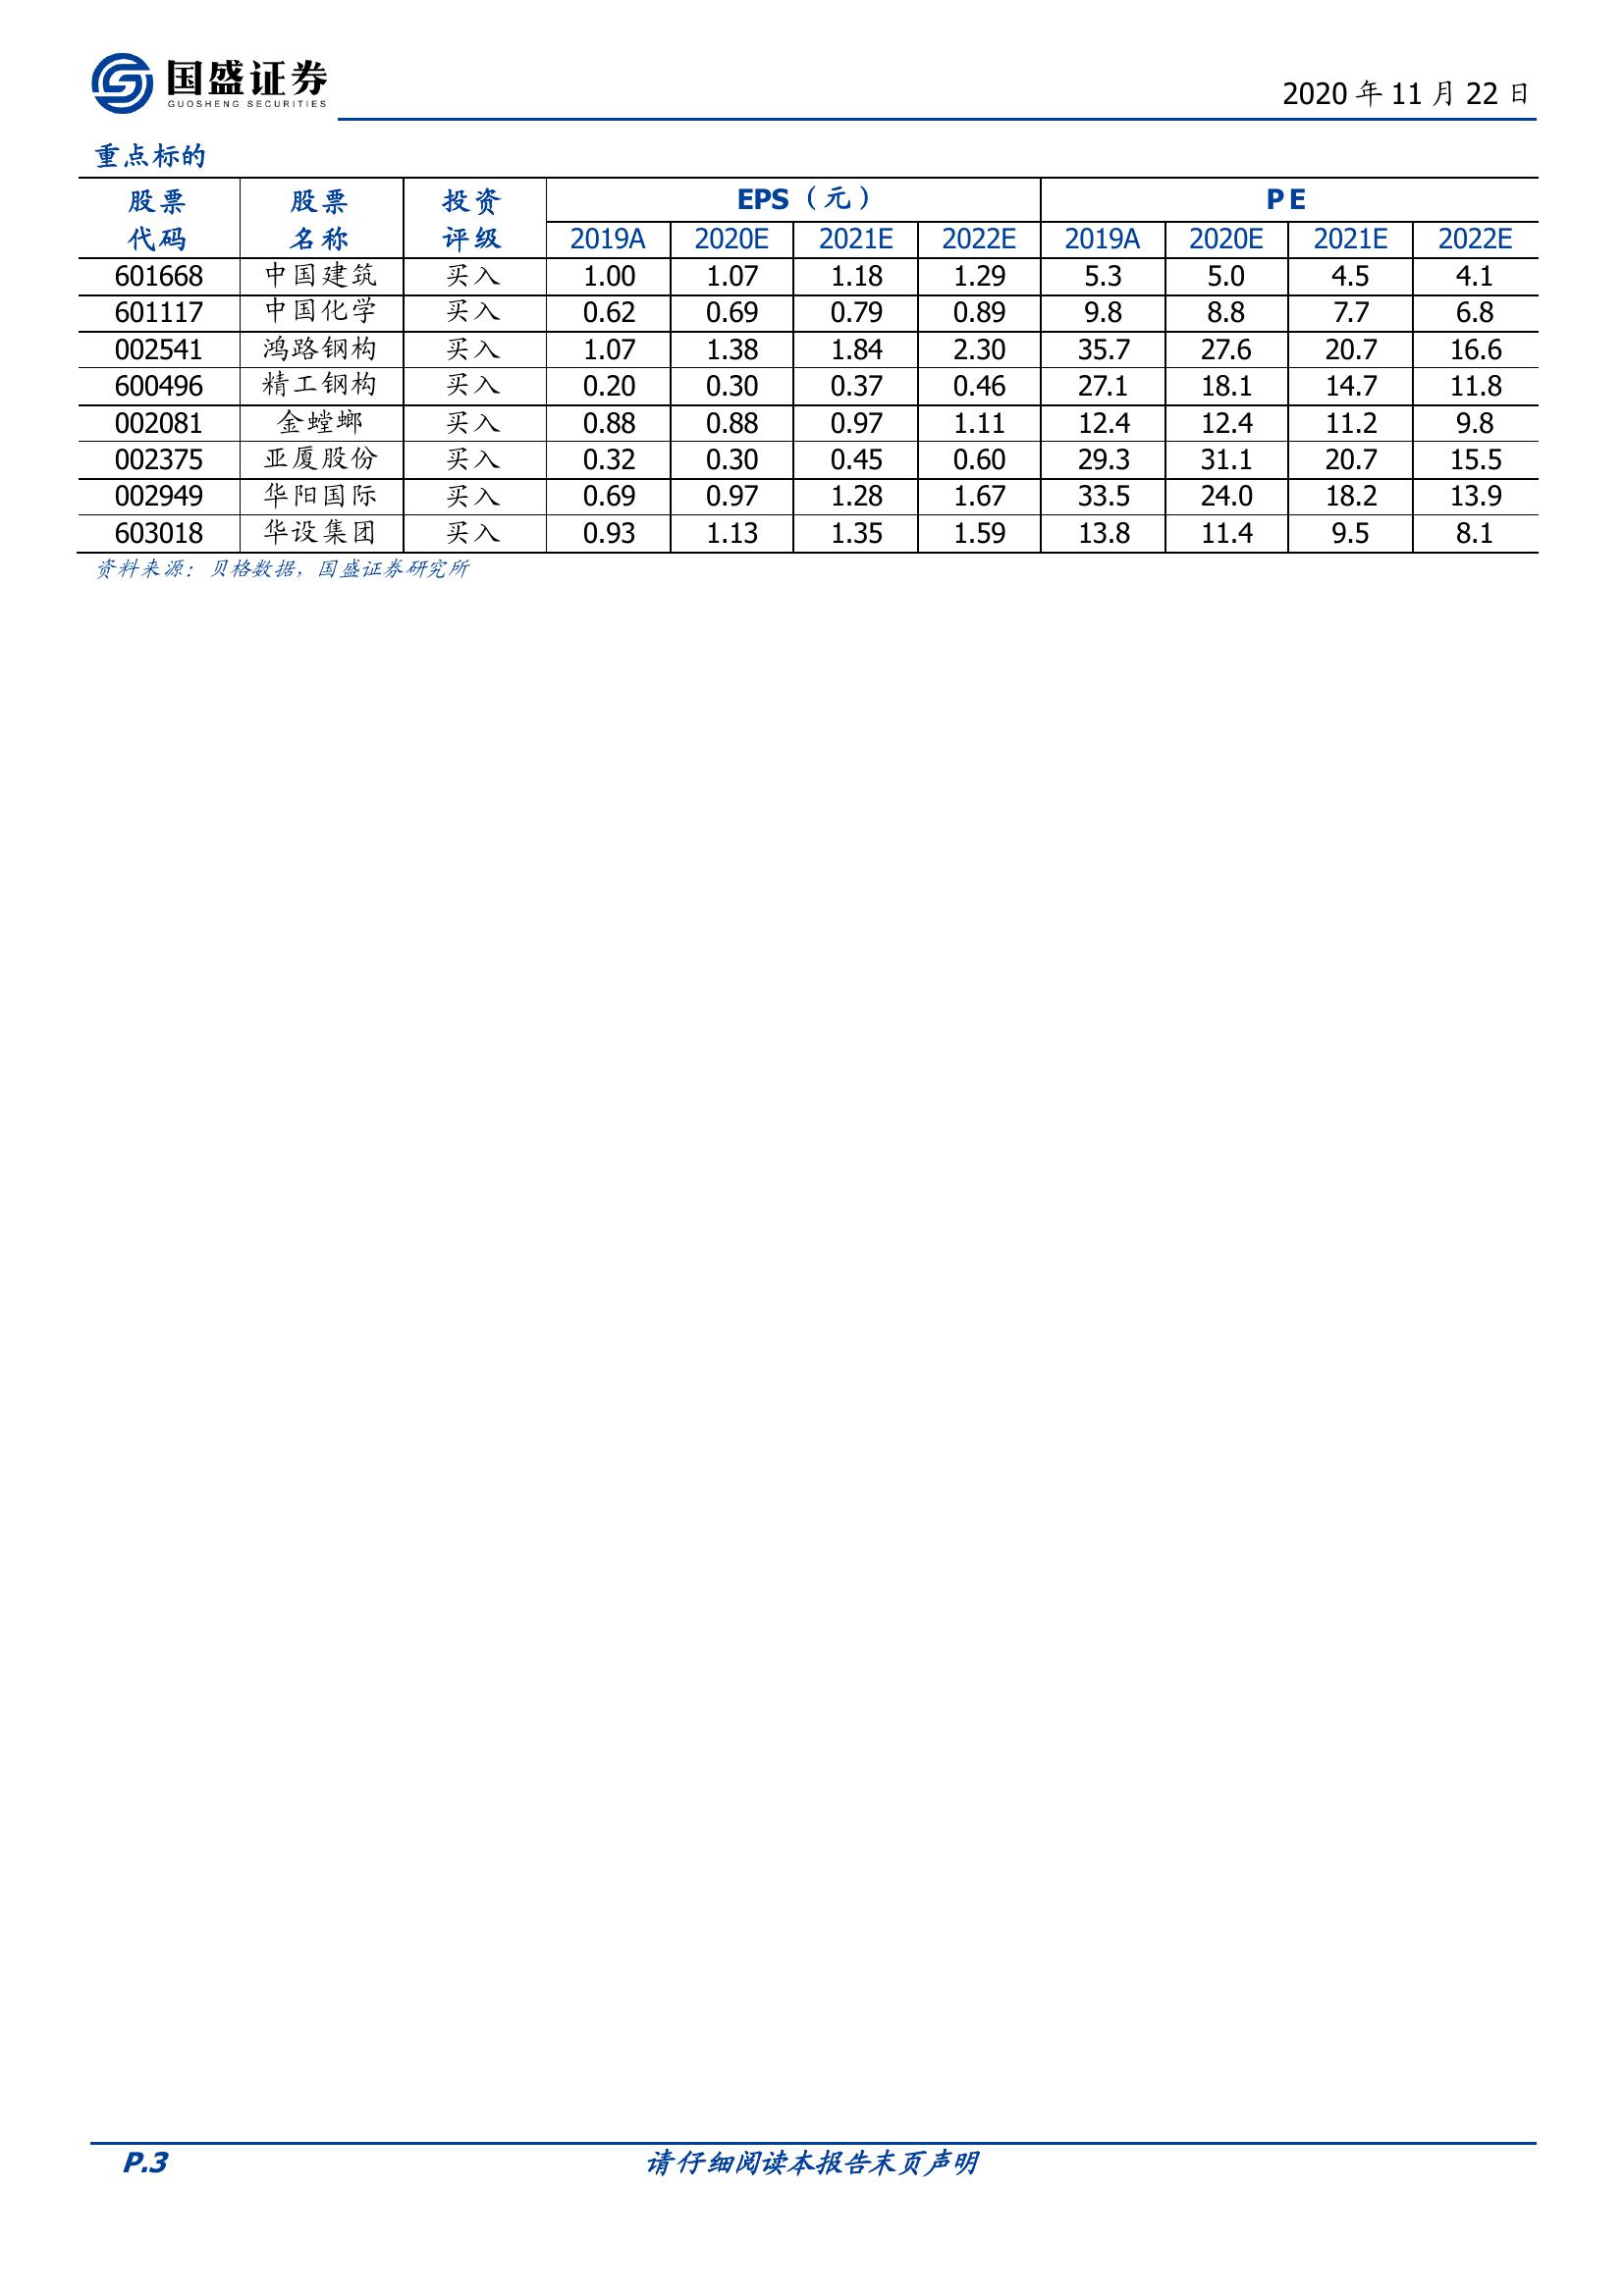 国盛证券
GUOSHENG SECURITIES
2020 年 11 月 22 日
重点标的
股票代码 股票名称 投资评级 EPS（元） PE
2019A 2020E 2021E 2022E 2019A 2020E 2021E 2022E
601668 中国建筑 买入 1.00 1.07 1.18 1.29 5.3 5.0 4.5 4.1
601117 中国化学 买入 0.62 0.69 0.79 0.89 9.8 8.8 7.7 6.8
002541 鸿路钢构 买入 1.07 1.38 1.84 2.30 35.7 27.6 20.7 16.6
600496 精工钢构 买入 0.20 0.30 0.37 0.46 27.1 18.1 14.7 11.8
002081 金螳螂 买入 0.88 0.88 0.97 1.11 12.4 12.4 11.2 9.8
002375 亚厦股份 买入 0.32 0.30 0.45 0.60 29.3 31.1 20.7 15.5
002949 华阳国际 买入 0.69 0.97 1.28 1.67 33.5 24.0 18.2 13.9
603018 华设集团 买入 0.93 1.13 1.35 1.59 13.8 11.4 9.5 8.1
资料来源：贝格数据，国盛证券研究所
P.3 请仔细阅读本报告末页声明